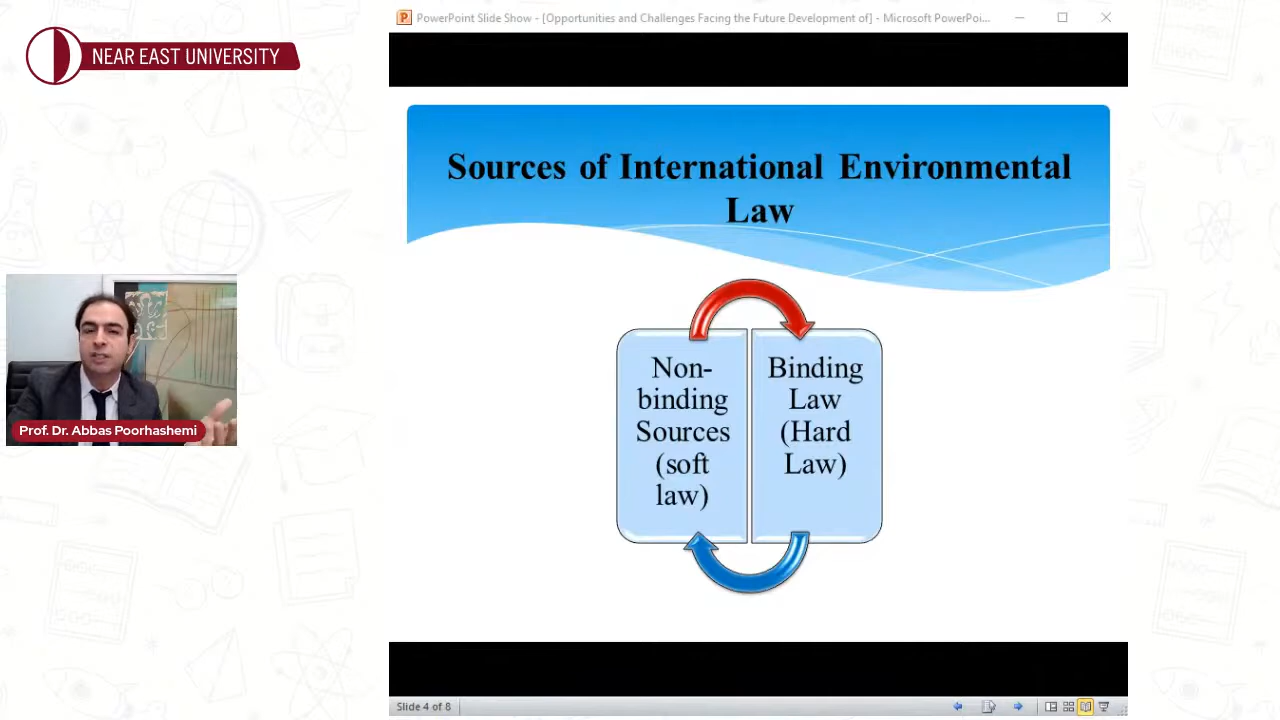 PowerPoint Slide Show - [Opportunities and Challenges Facing the Future Development of] - Microsoft PowerPoi...
NEAR EAST UNIVERSITY
Sources of International Environmental
Law
Non-
binding
Sources
(soft
law)
Binding
Law
(Hard
Law)
Prof. Dr. Abbas Poorhashemi
Slide 4 of 8